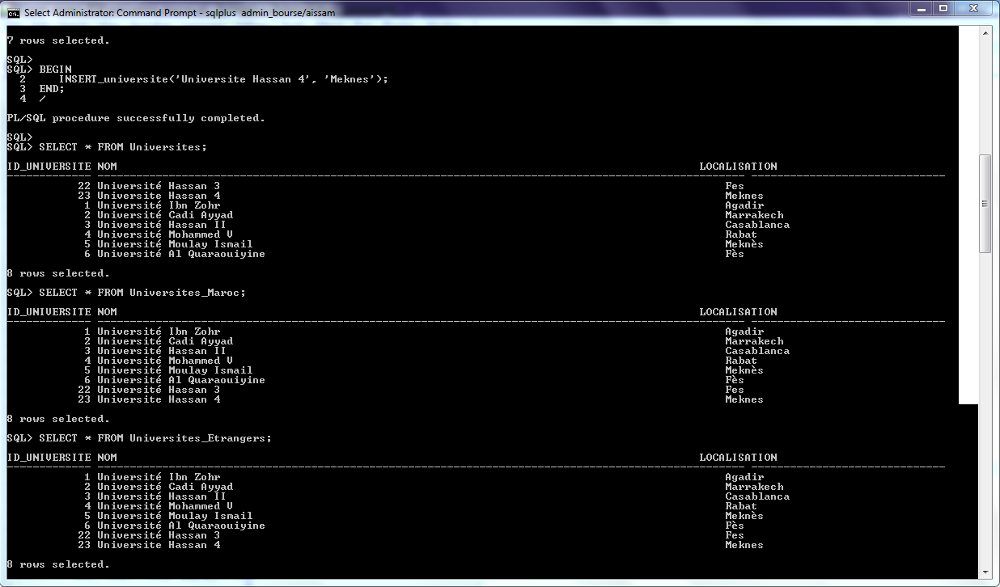 Select Administrator: Command Prompt - sqlplus admin_bourse/aissam
7 rows selected.
SQL>
SQL> BEGIN
2 INSERT_universite('Universite Hassan 4', 'Meknes');
3 END;
4 /
PL/SQL procedure successfully completed.
SQL>
SQL> SELECT * FROM Universites;
ID_UNIVERSITE NOM LOCALISATION
22 Université Hassan 3 Fes
23 Universite Hassan 4 Meknes
1 Université Ibn Zohr Agadir
2 Université Cadi Ayyad Marrakech
3 Université Hassan II Casablanca
4 Université Mohammed V Rabat
5 Université Moulay Ismail Meknès
6 Université Al Quaraouiyine Fès
8 rows selected.
SQL> SELECT * FROM Universites_Maroc;
ID_UNIVERSITE NOM LOCALISATION
1 Université Ibn Zohr Agadir
2 Université Cadi Ayyad Marrakech
3 Université Hassan II Casablanca
4 Université Mohammed V Rabat
5 Université Moulay Ismail Meknès
6 Université Al Quaraouiyine Fès
22 Université Hassan 3 Fes
23 Universite Hassan 4 Meknes
8 rows selected.
SQL> SELECT * FROM Universites_Etrangers;
ID_UNIVERSITE NOM LOCALISATION
1 Université Ibn Zohr Agadir
2 Université Cadi Ayyad Marrakech
3 Université Hassan II Casablanca
4 Université Mohammed V Rabat
5 Université Moulay Ismail Meknès
6 Université Al Quaraouiyine Fès
22 Université Hassan 3 Fes
23 Universite Hassan 4 Meknes
8 rows selected.